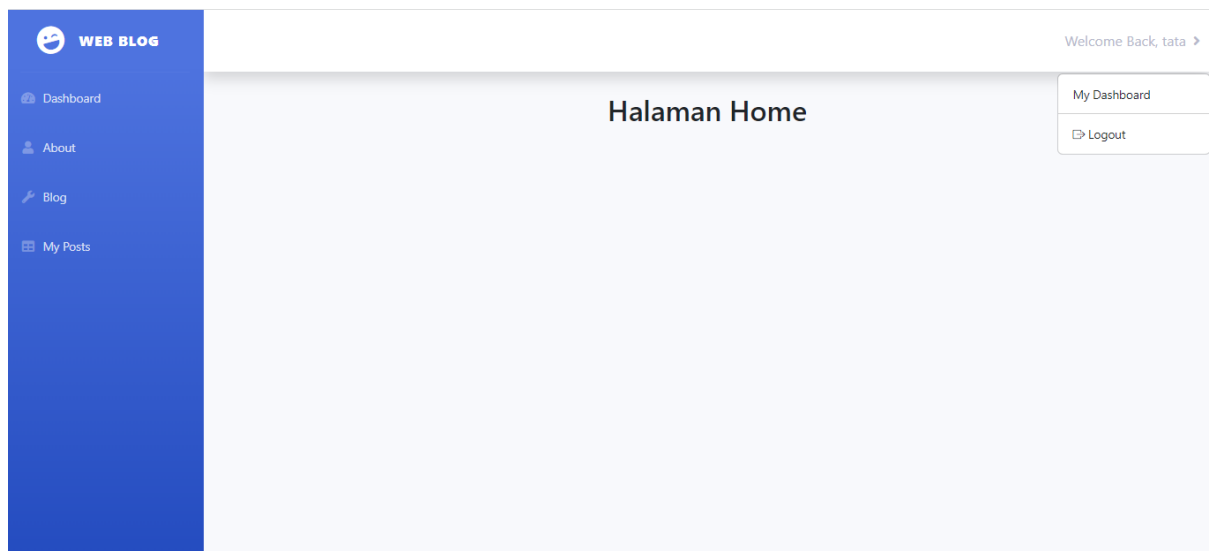 WEB BLOG
Welcome Back, tata
Dashboard
About
Blog
My Posts
Halaman Home
My Dashboard
Logout